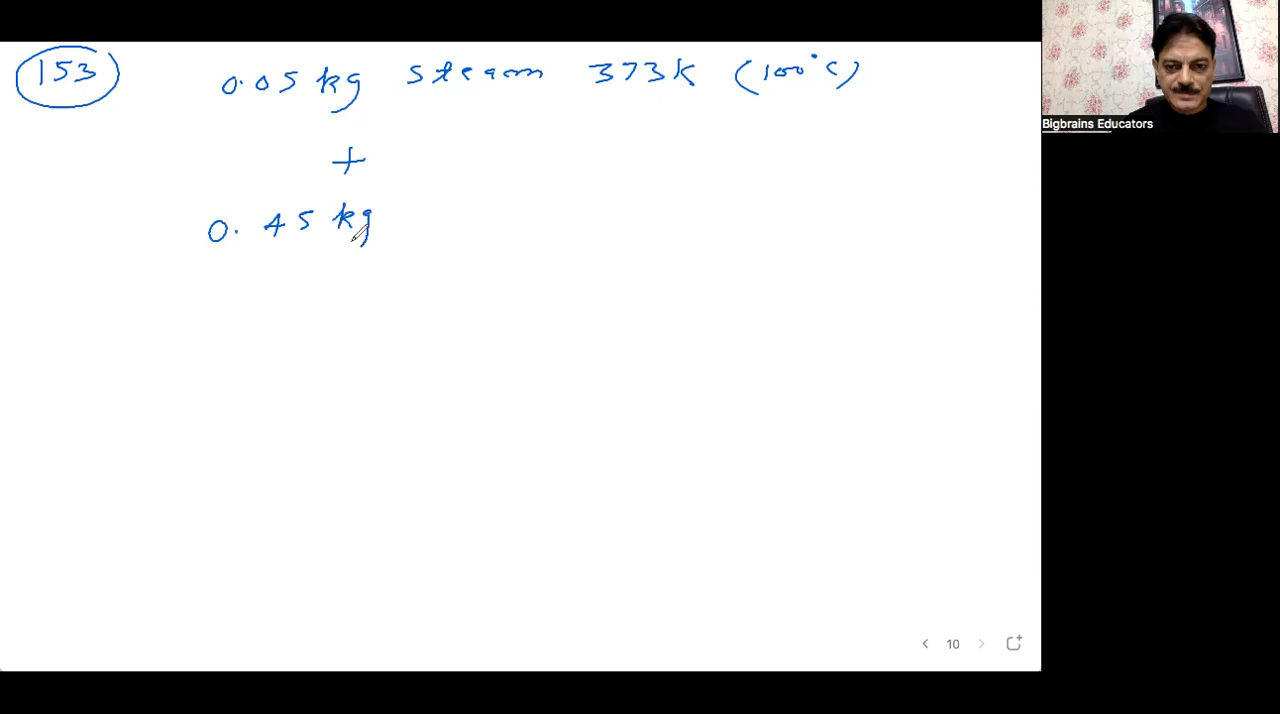 153 0.05 kg steam 373K (100°C)
+
0.45 kg
Bigbrains Educators
< 10 >